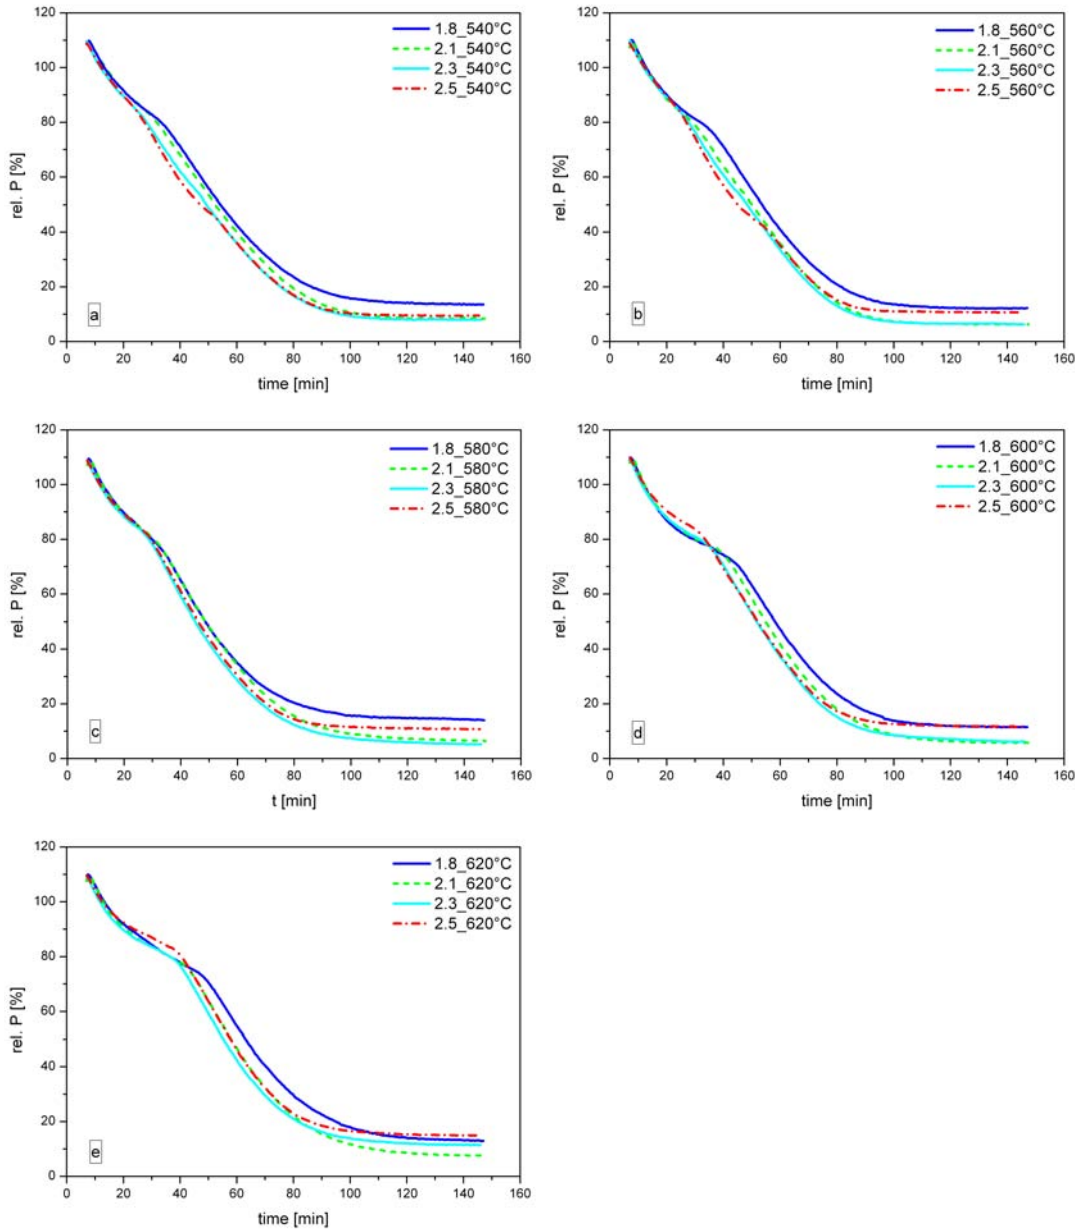 120
100
80
60
40
20
0
rel. P [%]
1.8_540°C
2.1_540°C
2.3_540°C
2.5_540°C
a
0 20 40 60 80 100 120 140 160
time [min]
120
100
80
60
40
20
0
rel. P [%]
1.8_560°C
2.1_560°C
2.3_560°C
2.5_560°C
b
0 20 40 60 80 100 120 140 160
time [min]
120
100
80
60
40
20
0
rel. P [%]
1.8_580°C
2.1_580°C
2.3_580°C
2.5_580°C
c
0 20 40 60 80 100 120 140 160
t [min]
120
100
80
60
40
20
0
rel. P [%]
1.8_600°C
2.1_600°C
2.3_600°C
2.5_600°C
d
0 20 40 60 80 100 120 140 160
time [min]
120
100
80
60
40
20
0
rel. P [%]
1.8_620°C
2.1_620°C
2.3_620°C
2.5_620°C
e
0 20 40 60 80 100 120 140 160
time [min]